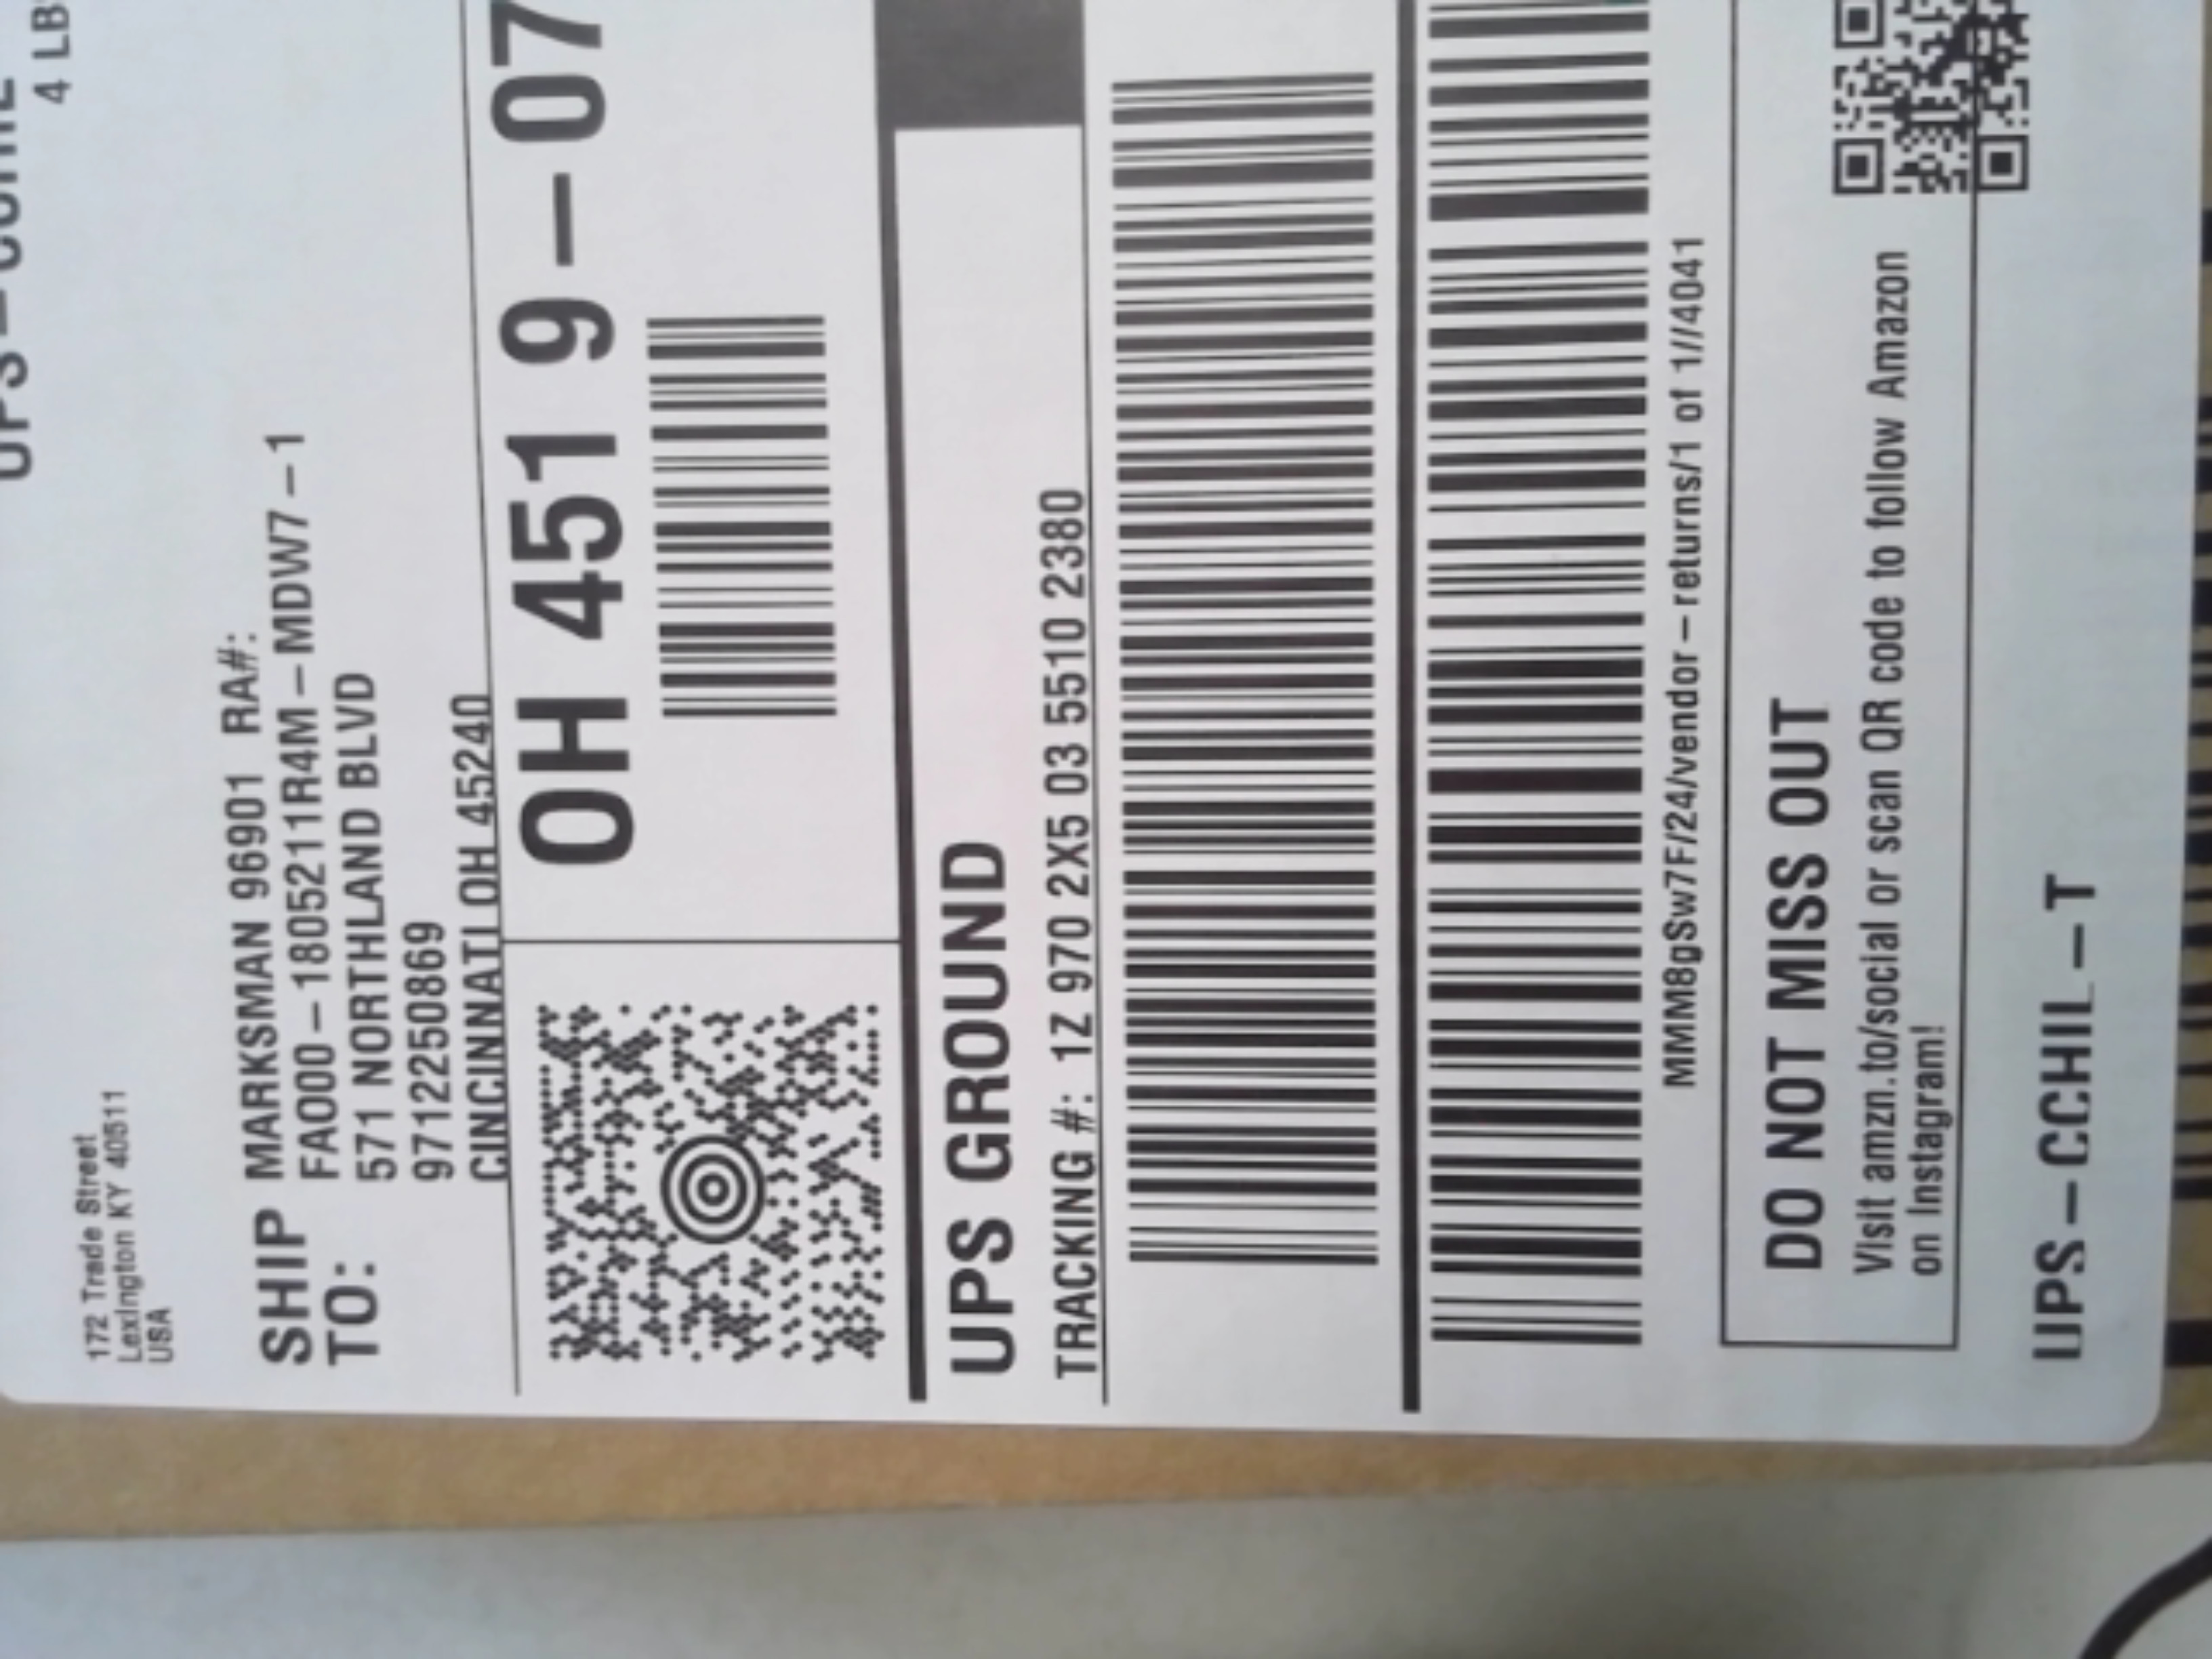 4 LB
172 Trade Street
Lexington KY 40511
USA
SHIP TO:
MARKSMAN 96901 RA#:
FA000-1805211R4M-MDW7-1
571 NORTHLAND BLVD
9712250869
CINCINNATI OH 45240
OH 451 9-07
UPS GROUND
TRACKING #: 1Z 970 2X5 03 5510 2380
MMM8gSw7F/24/vendor-returns/1 of 1//4041
DO NOT MISS OUT
Visit amzn.to/social or scan QR code to follow Amazon
on Instagram!
UPS-CCHIL-T